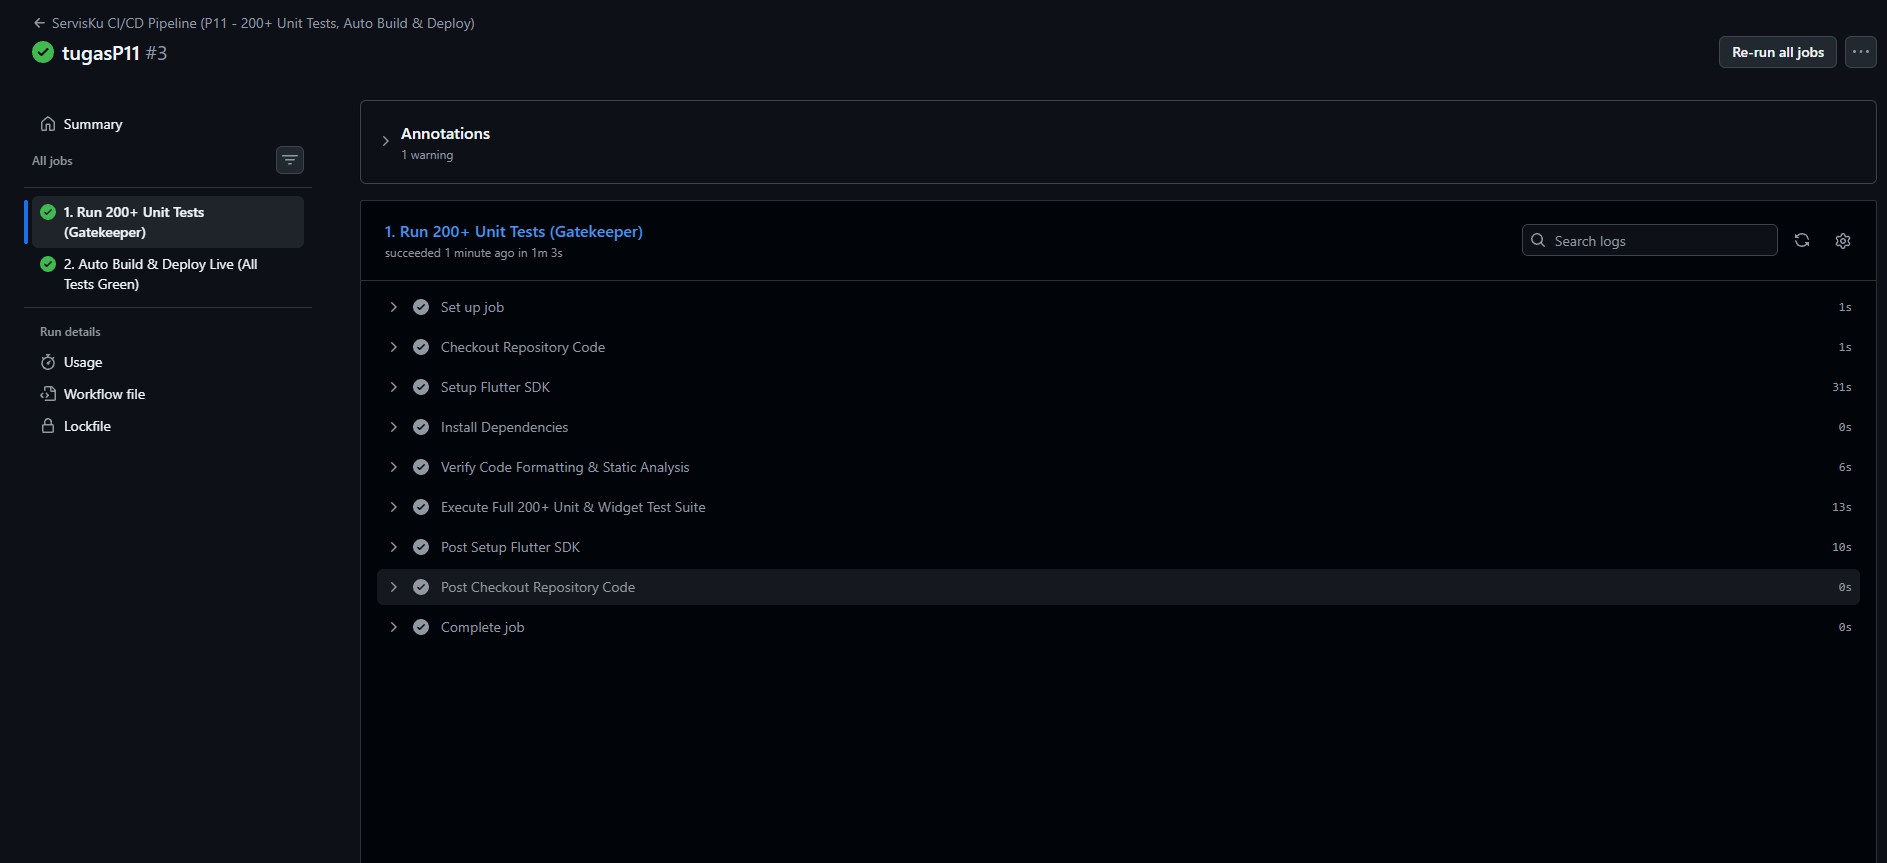 ServisKu CI/CD Pipeline (P11 - 200+ Unit Tests, Auto Build & Deploy)
tugasP11 #3
Re-run all jobs
Summary
All jobs
1. Run 200+ Unit Tests
(Gatekeeper)
2. Auto Build & Deploy Live (All
Tests Green)
Run details
Usage
Workflow file
Lockfile
Annotations
1 warning
1. Run 200+ Unit Tests (Gatekeeper)
succeeded 1 minute ago in 1m 3s
Search logs
Set up job 1s
Checkout Repository Code 1s
Setup Flutter SDK 31s
Install Dependencies 0s
Verify Code Formatting & Static Analysis 6s
Execute Full 200+ Unit & Widget Test Suite 13s
Post Setup Flutter SDK 10s
Post Checkout Repository Code 0s
Complete job 0s